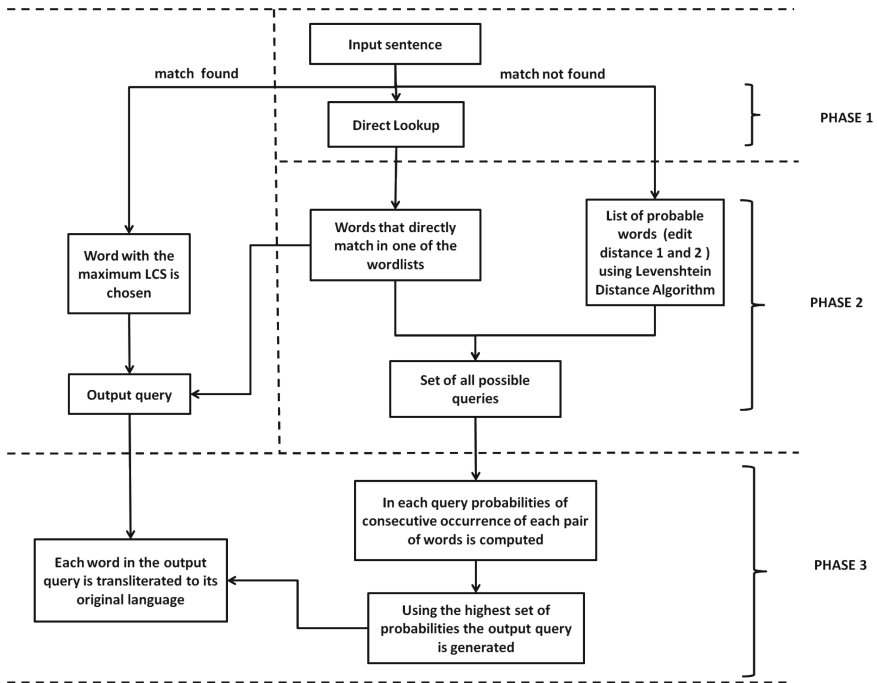 Input sentence
match found
match not found
Direct Lookup
PHASE 1
Word with the
maximum LCS is
chosen
Words that directly
match in one of the
wordlists
List of probable
words (edit
distance 1 and 2 )
using Levenshtein
Distance Algorithm
PHASE 2
Output query
Set of all possible
queries
In each query probabilities of
consecutive occurrence of each pair
of words is computed
Each word in the output
query is transliterated to its
original language
PHASE 3
Using the highest set of
probabilities the output query
is generated